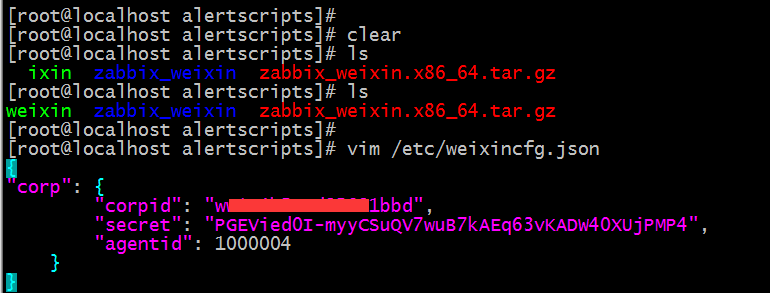 [root@localhost alertscripts]#
[root@localhost alertscripts]# clear
[root@localhost alertscripts]# ls
ixin zabbix_weixin zabbix_weixin.x86_64.tar.gz
[root@localhost alertscripts]# ls
weixin zabbix_weixin zabbix_weixin.x86_64.tar.gz
[root@localhost alertscripts]#
[root@localhost alertscripts]# vim /etc/weixincfg.json
{
"corp": {
"corpid": "w 1bbd",
"secret": "PGEVied0I-myyCSuQV7wuB7kAEq63vKADW40XUjPMP4",
"agentid": 1000004
}
}